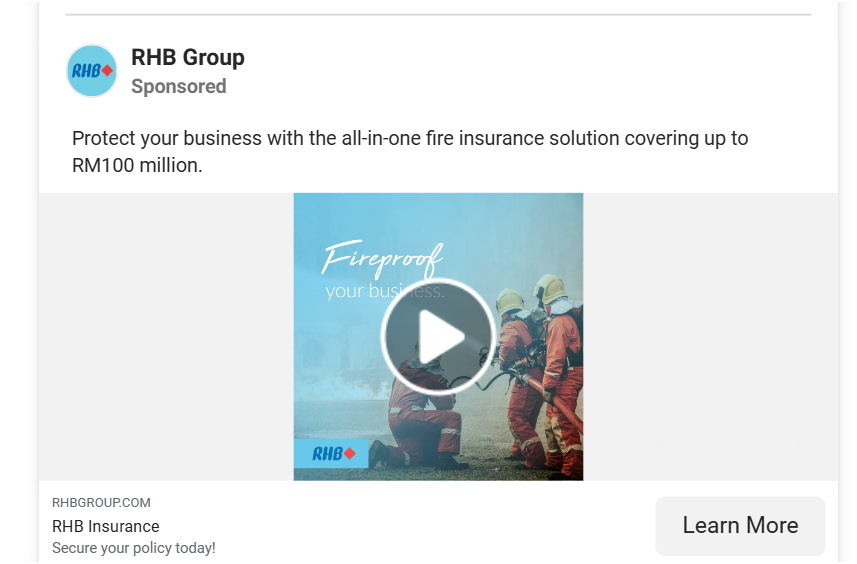 RHB
RHB Group
Sponsored
Protect your business with the all-in-one fire insurance solution covering up to
RM100 million.
Fireproof
your business.
RHB
RHBGROUP.COM
RHB Insurance
Secure your policy today!
Learn More